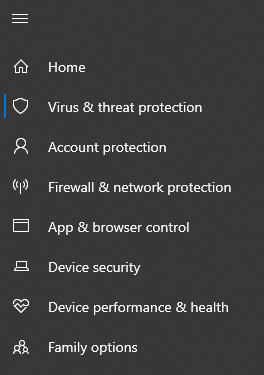 Home
Virus & threat protection
Account protection
Firewall & network protection
App & browser control
Device security
Device performance & health
Family options